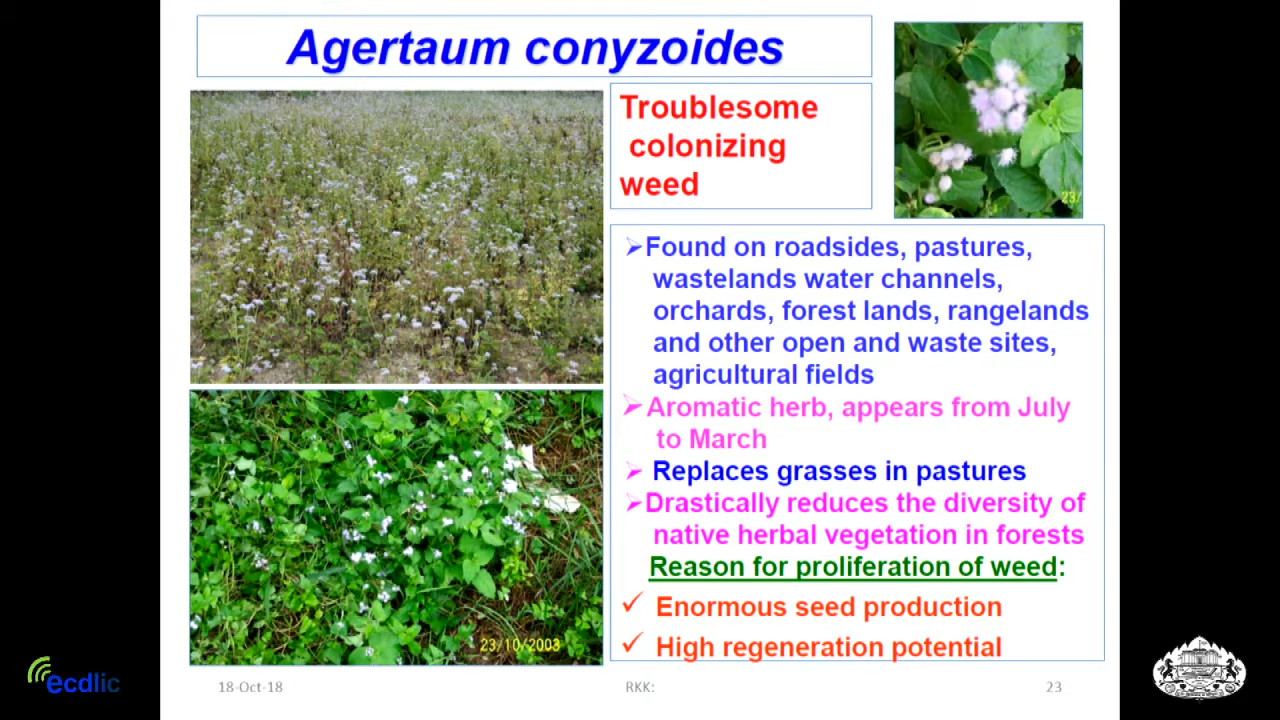 Agertaum conyzoides
Troublesome
colonizing
weed
23/
➢Found on roadsides, pastures,
wastelands water channels,
orchards, forest lands, rangelands
and other open and waste sites,
agricultural fields
➢Aromatic herb, appears from July
to March
➢ Replaces grasses in pastures
➢Drastically reduces the diversity of
native herbal vegetation in forests
Reason for proliferation of weed:
✓ Enormous seed production
✓ High regeneration potential
23/10/2003
ecdlic
18-Oct-18
RKK:
23